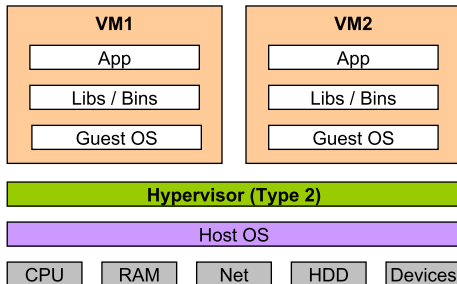 VM1
VM2
App
App
Libs / Bins
Libs / Bins
Guest OS
Guest OS
Hypervisor (Type 2)
Host OS
CPU
RAM
Net
HDD
Devices